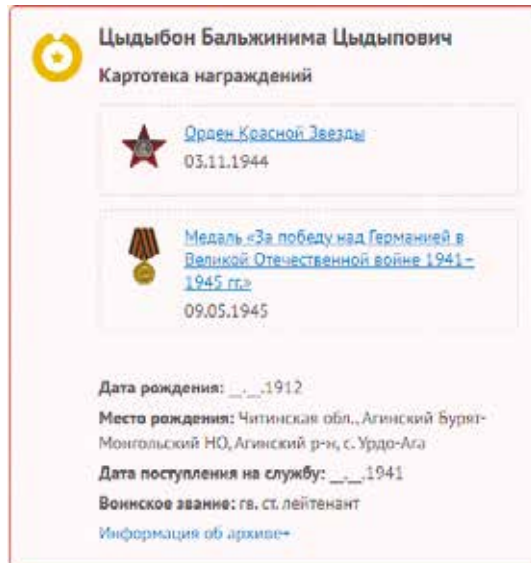 Цыдыбон Бальжинима Цыдыпович
Картотека награждений
Орден Красной Звезды
03.11.1944
Медаль «За победу над Германией в
Великой Отечественной войне 1941–
1945 гг.»
09.05.1945
Дата рождения: __.__.1912
Место рождения: Читинская обл., Агинский Бурят-
Монгольский НО, Агинский р-н, с. Урдо-Ага
Дата поступления на службу: __.__.1941
Воинское звание: гв. ст. лейтенант
Информация об архиве+